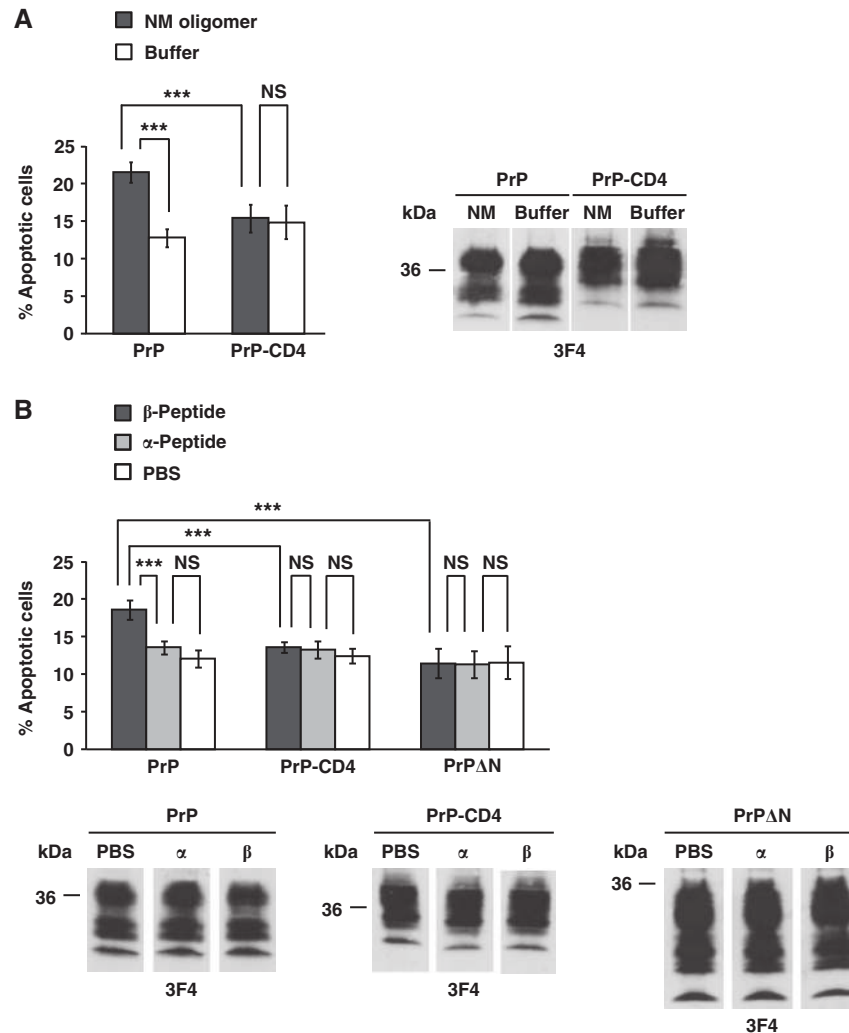 A
NM oligomer
Buffer
*** NS
***
25
20
15
10
5
0
% Apoptotic cells
PrP PrP-CD4
PrP PrP-CD4
kDa NM Buffer NM Buffer
36
3F4
B
β-Peptide
α-Peptide
PBS
***
***
*** NS NS NS NS NS
25
20
15
10
5
0
% Apoptotic cells
PrP PrP-CD4 PrPΔN
PrP PrP-CD4 PrPΔN
kDa PBS α β kDa PBS α β kDa PBS α β
36 36 36
3F4 3F4 3F4